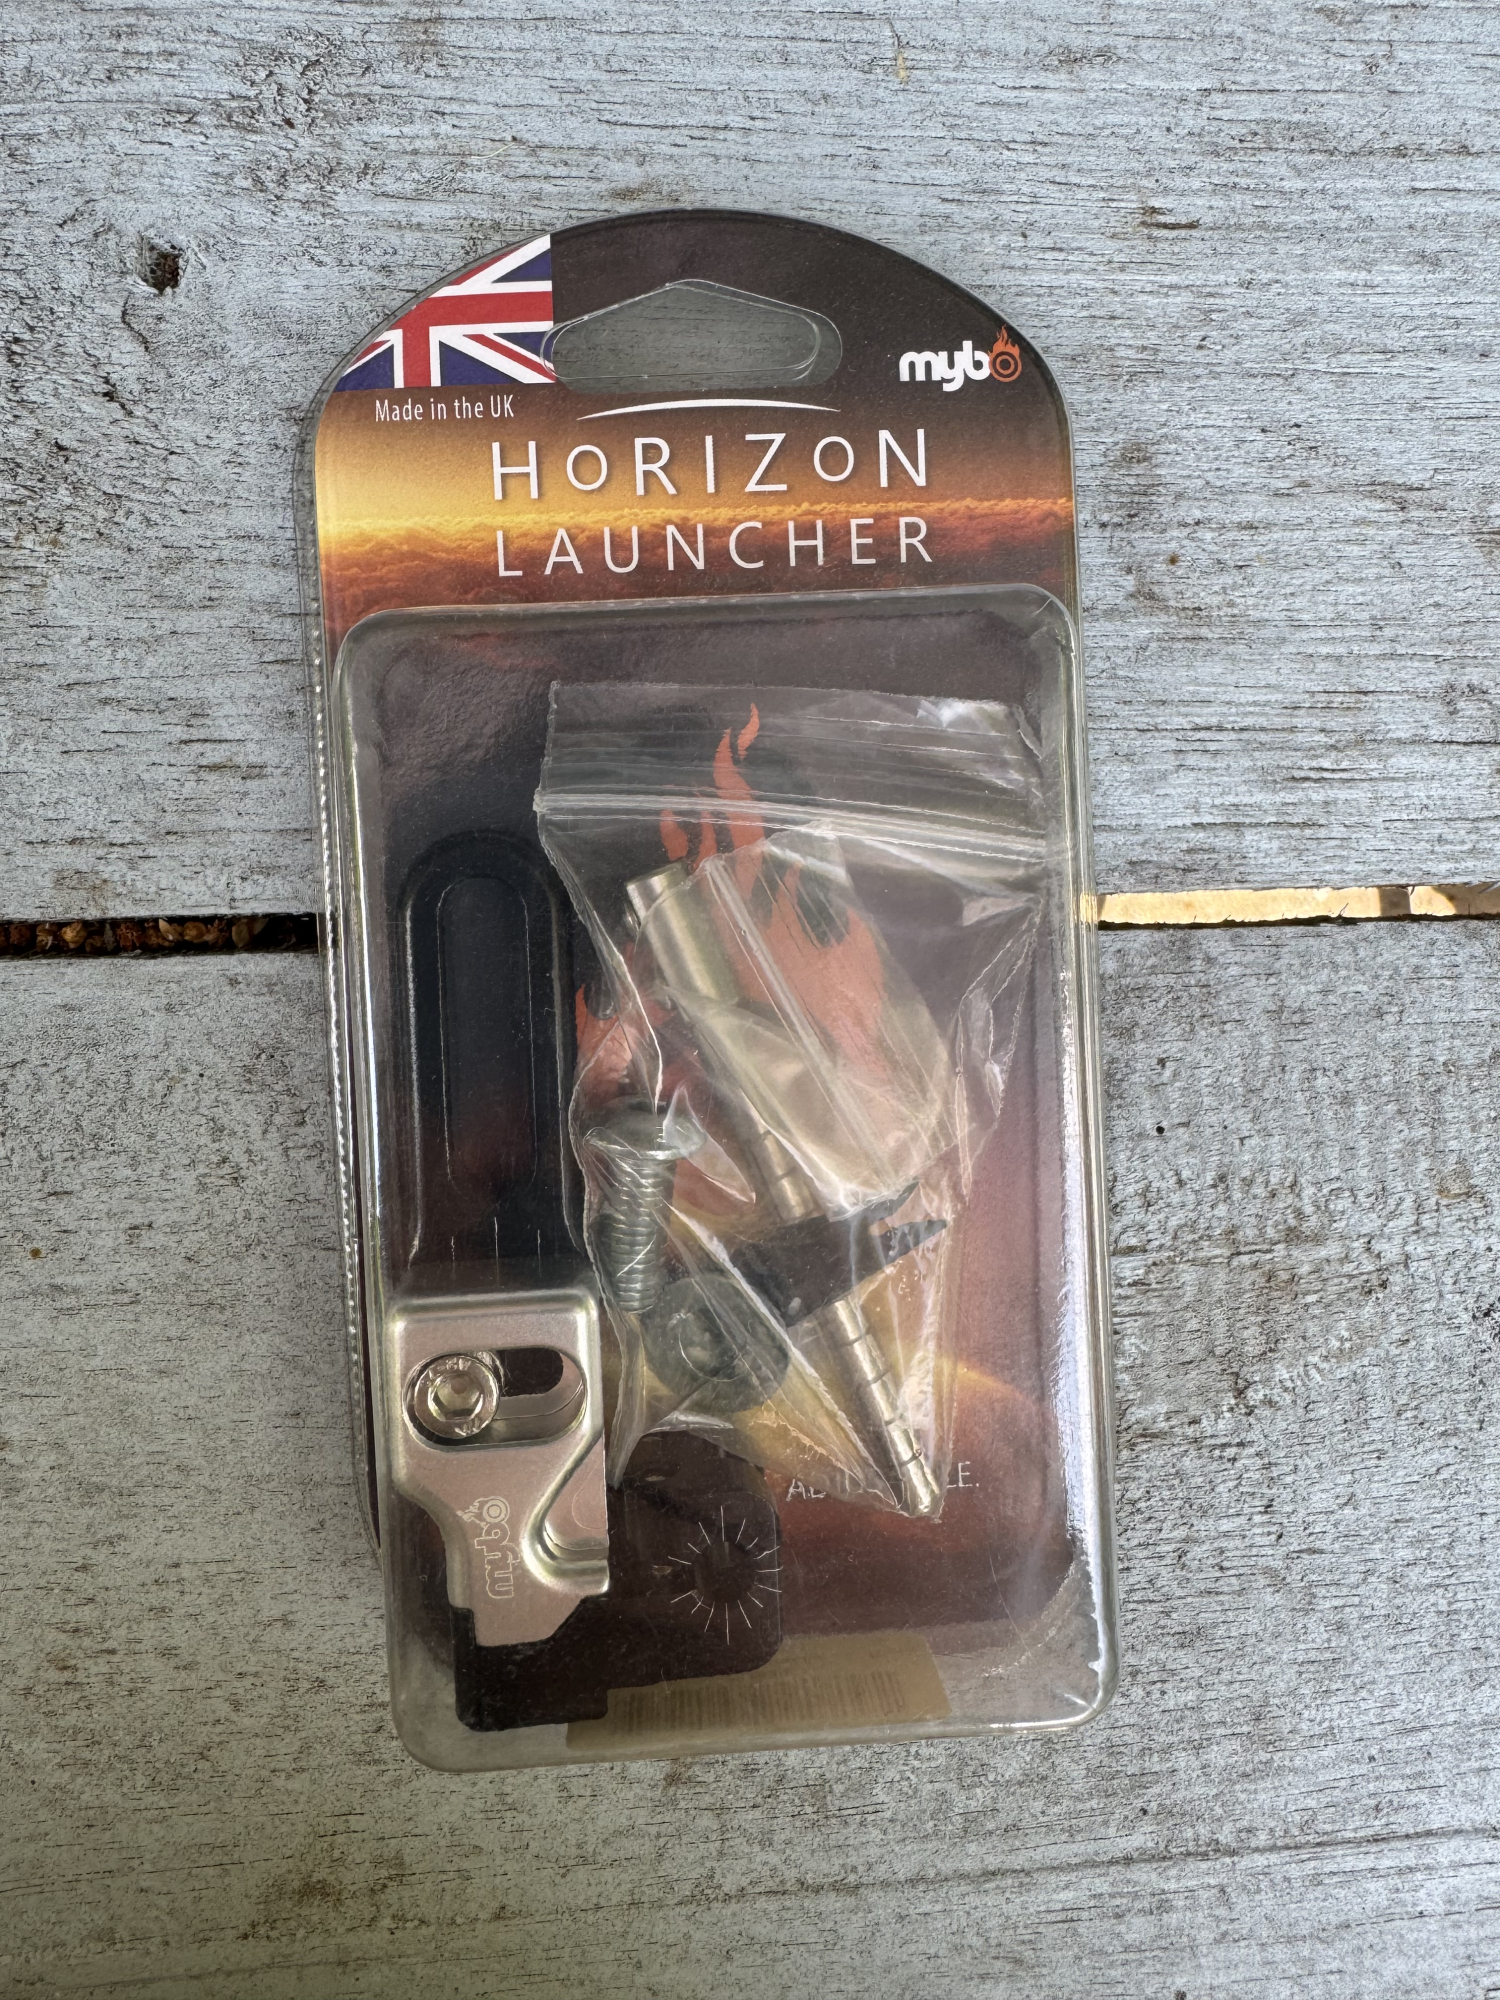 mybo
Made in the UK
HORIZON
LAUNCHER
mybo